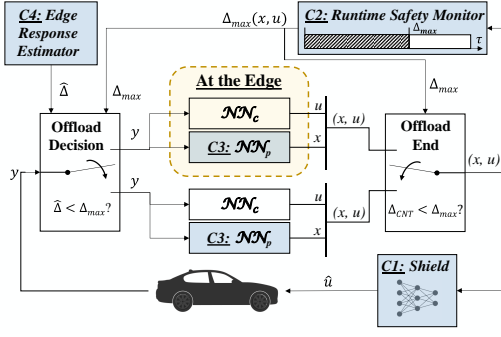 C4: Edge
Response
Estimator
Δmax(x, u)
C2: Runtime Safety Monitor
Δmax
τ
Δ̂
Δmax
At the Edge
Δmax
Offload
Decision
y
𝒩𝒩c
u
(x, u)
C3: 𝒩𝒩p
x
Offload
End
(x, u)
y
y
Δ̂ < Δmax?
𝒩𝒩c
u
(x, u)
C3: 𝒩𝒩p
x
ΔCNT < Δmax?
û
C1: Shield